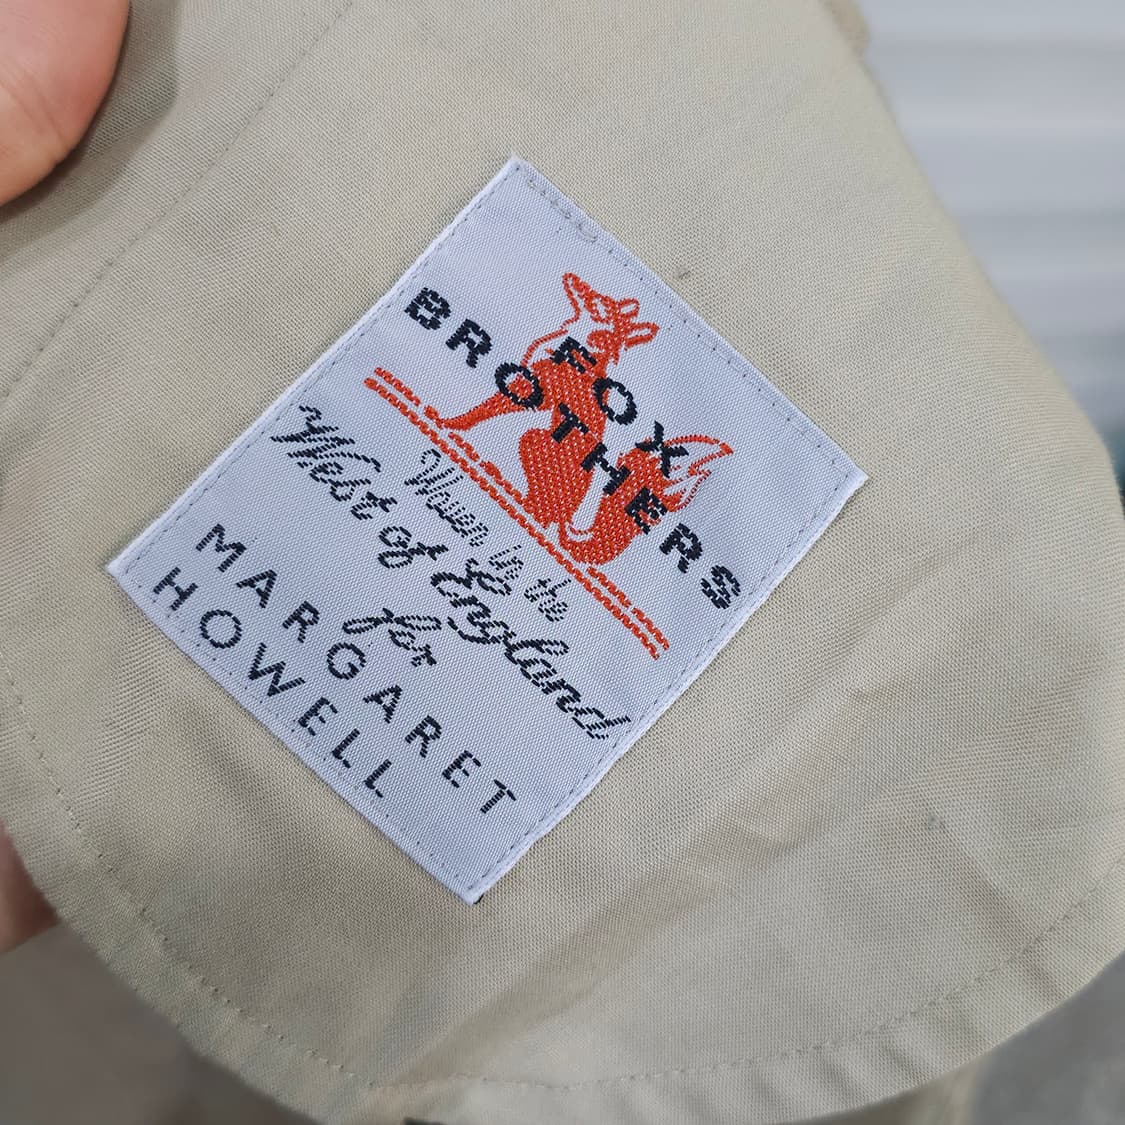 FOX
BROTHERS
Woven in the
West of England
for
MARGARET
HOWELL